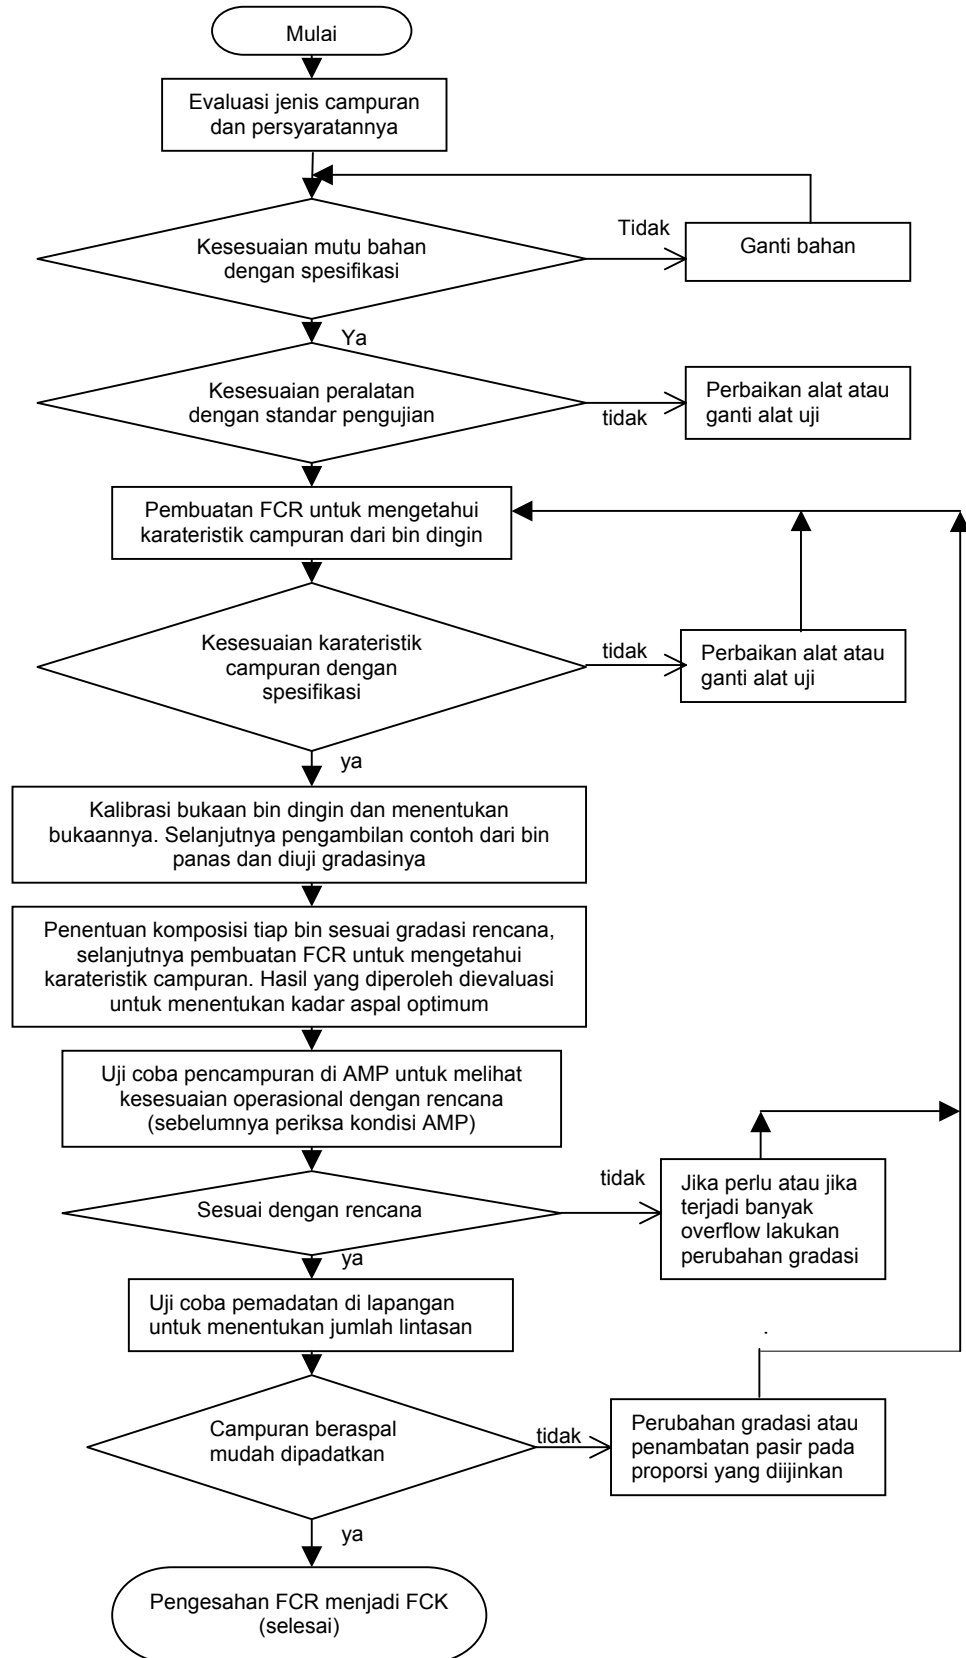 Mulai
Evaluasi jenis campuran
dan persyaratannya
Kesesuaian mutu bahan
dengan spesifikasi
Tidak
Ganti bahan
Ya
Kesesuaian peralatan
dengan standar pengujian
tidak
Perbaikan alat atau
ganti alat uji
Pembuatan FCR untuk mengetahui
karateristik campuran dari bin dingin
Kesesuaian karateristik
campuran dengan
spesifikasi
tidak
Perbaikan alat atau
ganti alat uji
ya
Kalibrasi bukaan bin dingin dan menentukan
bukaannya. Selanjutnya pengambilan contoh dari bin
panas dan diuji gradasinya
Penentuan komposisi tiap bin sesuai gradasi rencana,
selanjutnya pembuatan FCR untuk mengetahui
karateristik campuran. Hasil yang diperoleh dievaluasi
untuk menentukan kadar aspal optimum
Uji coba pencampuran di AMP untuk melihat
kesesuaian operasional dengan rencana
(sebelumnya periksa kondisi AMP)
Sesuai dengan rencana
tidak
Jika perlu atau jika
terjadi banyak
overflow lakukan
perubahan gradasi
ya
Uji coba pemadatan di lapangan
untuk menentukan jumlah lintasan
.
Campuran beraspal
mudah dipadatkan
tidak
Perubahan gradasi atau
penambatan pasir pada
proporsi yang diijinkan
ya
Pengesahan FCR menjadi FCK
(selesai)